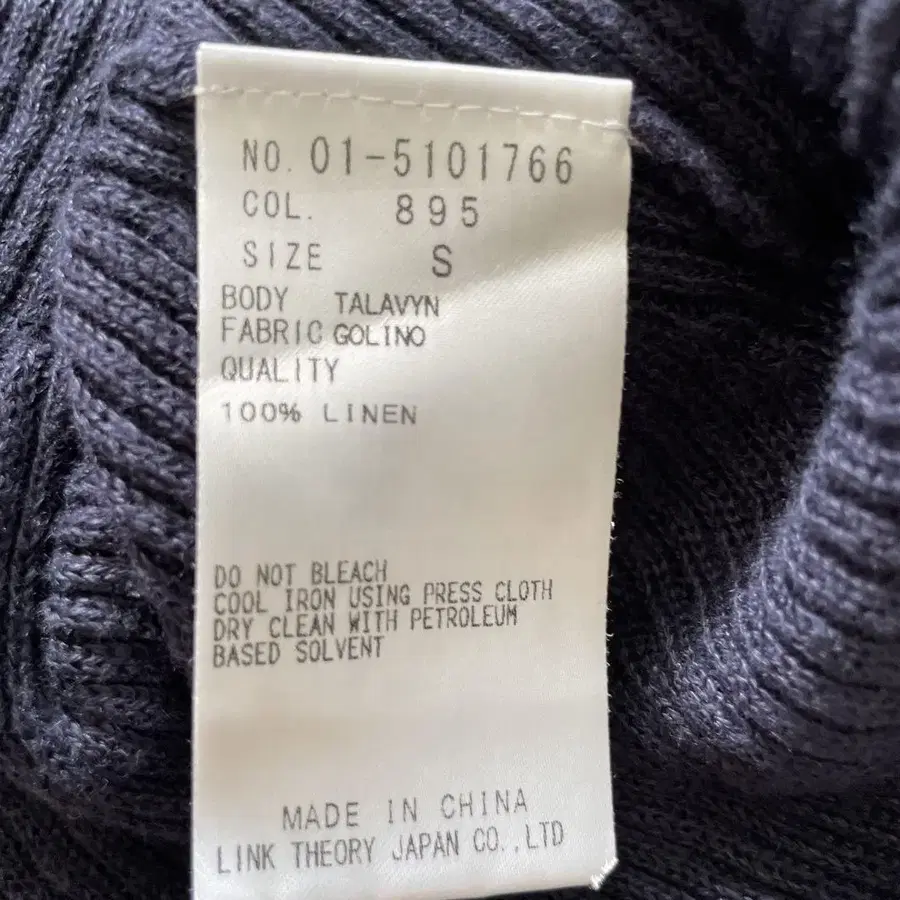 NO. 01-5101766
COL. 895
SIZE S
BODY TALAVYN
FABRIC GOLINO
QUALITY
100% LINEN
DO NOT BLEACH
COOL IRON USING PRESS CLOTH
DRY CLEAN WITH PETROLEUM
BASED SOLVENT
MADE IN CHINA
LINK THEORY JAPAN CO.,LTD